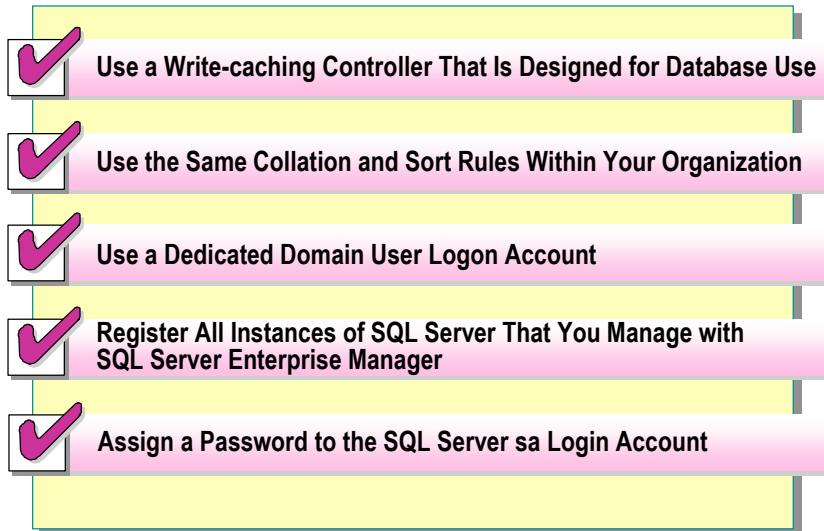 Use a Write-caching Controller That Is Designed for Database Use
Use the Same Collation and Sort Rules Within Your Organization
Use a Dedicated Domain User Logon Account
Register All Instances of SQL Server That You Manage with
SQL Server Enterprise Manager
Assign a Password to the SQL Server sa Login Account